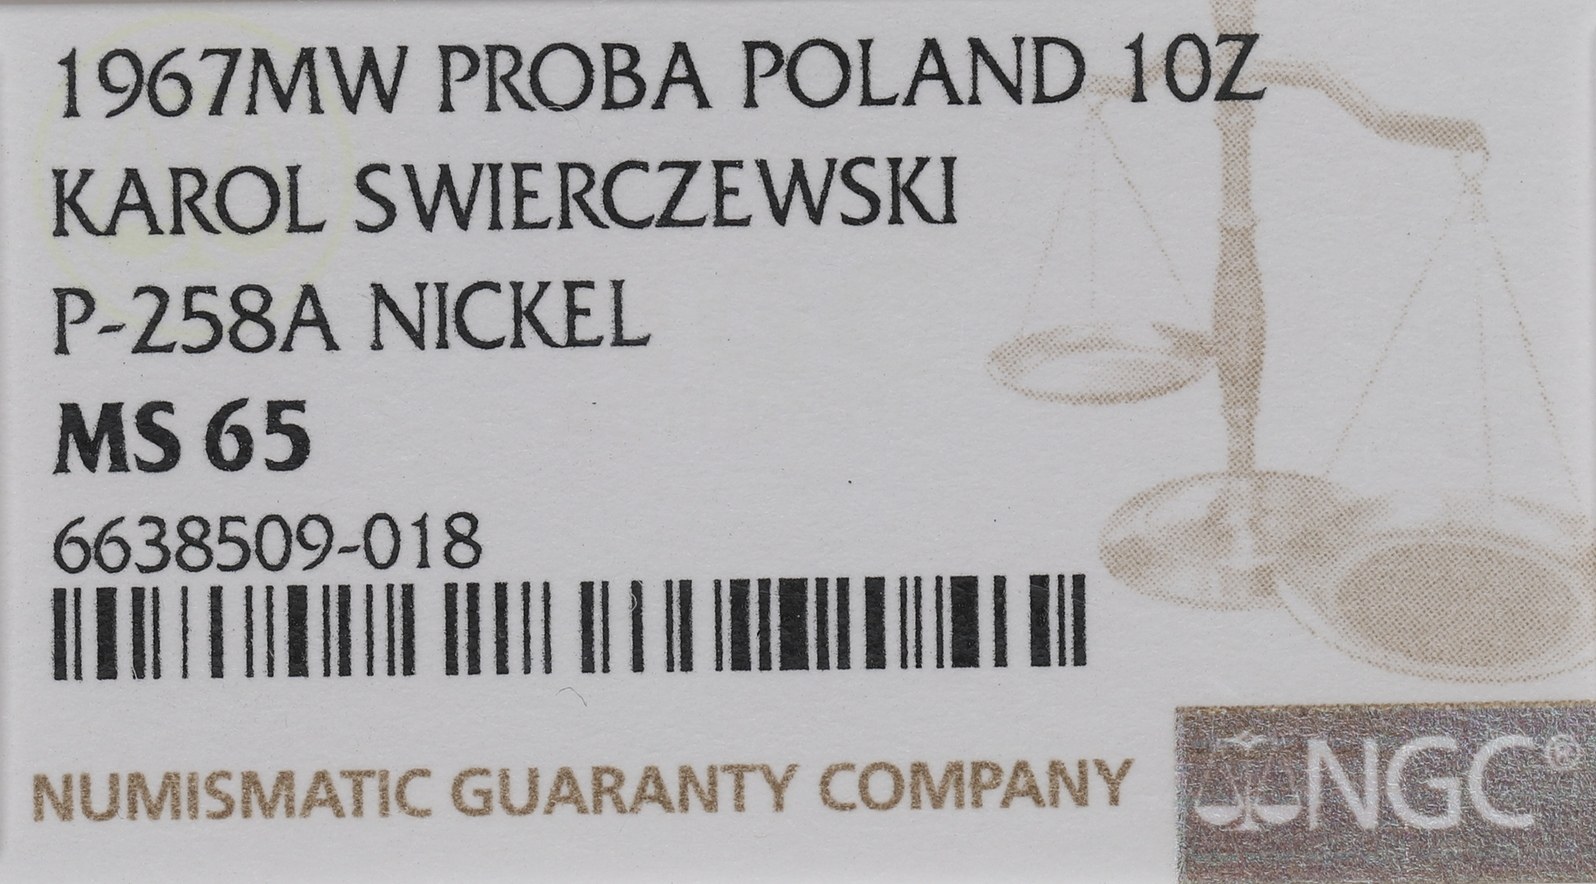 1967MW PROBA POLAND 10Z
KAROL SWIERCZEWSKI
P-258A NICKEL
MS 65
6638509-018
NUMISMATIC GUARANTY COMPANY
NGC®